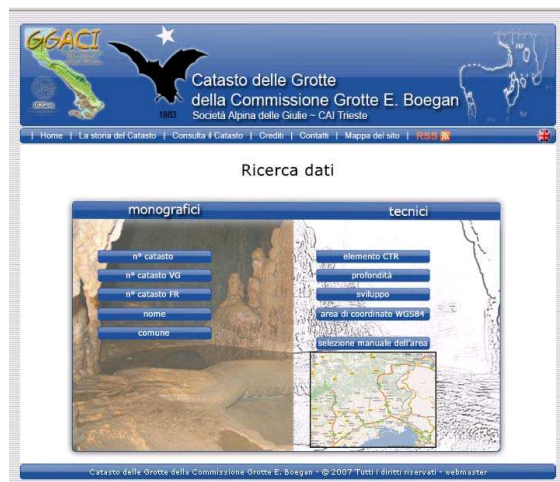 GGACI
1883
Catasto delle Grotte
della Commissione Grotte E. Boegan
Società Alpina delle Giulie ~ CAI Trieste
| Home | La storia del Catasto | Consulta il Catasto | Crediti | Contatti | Mappa del sito | RSS
Ricerca dati
monografici
tecnici
n° catasto
n° catasto VG
n° catasto FR
nome
comune
elemento CTR
profondità
sviluppo
area di coordinate WGS84
selezione manuale dell'area
Catasto delle Grotte della Commissione Grotte E. Boegan - © 2007 Tutti i diritti riservati - webmaster